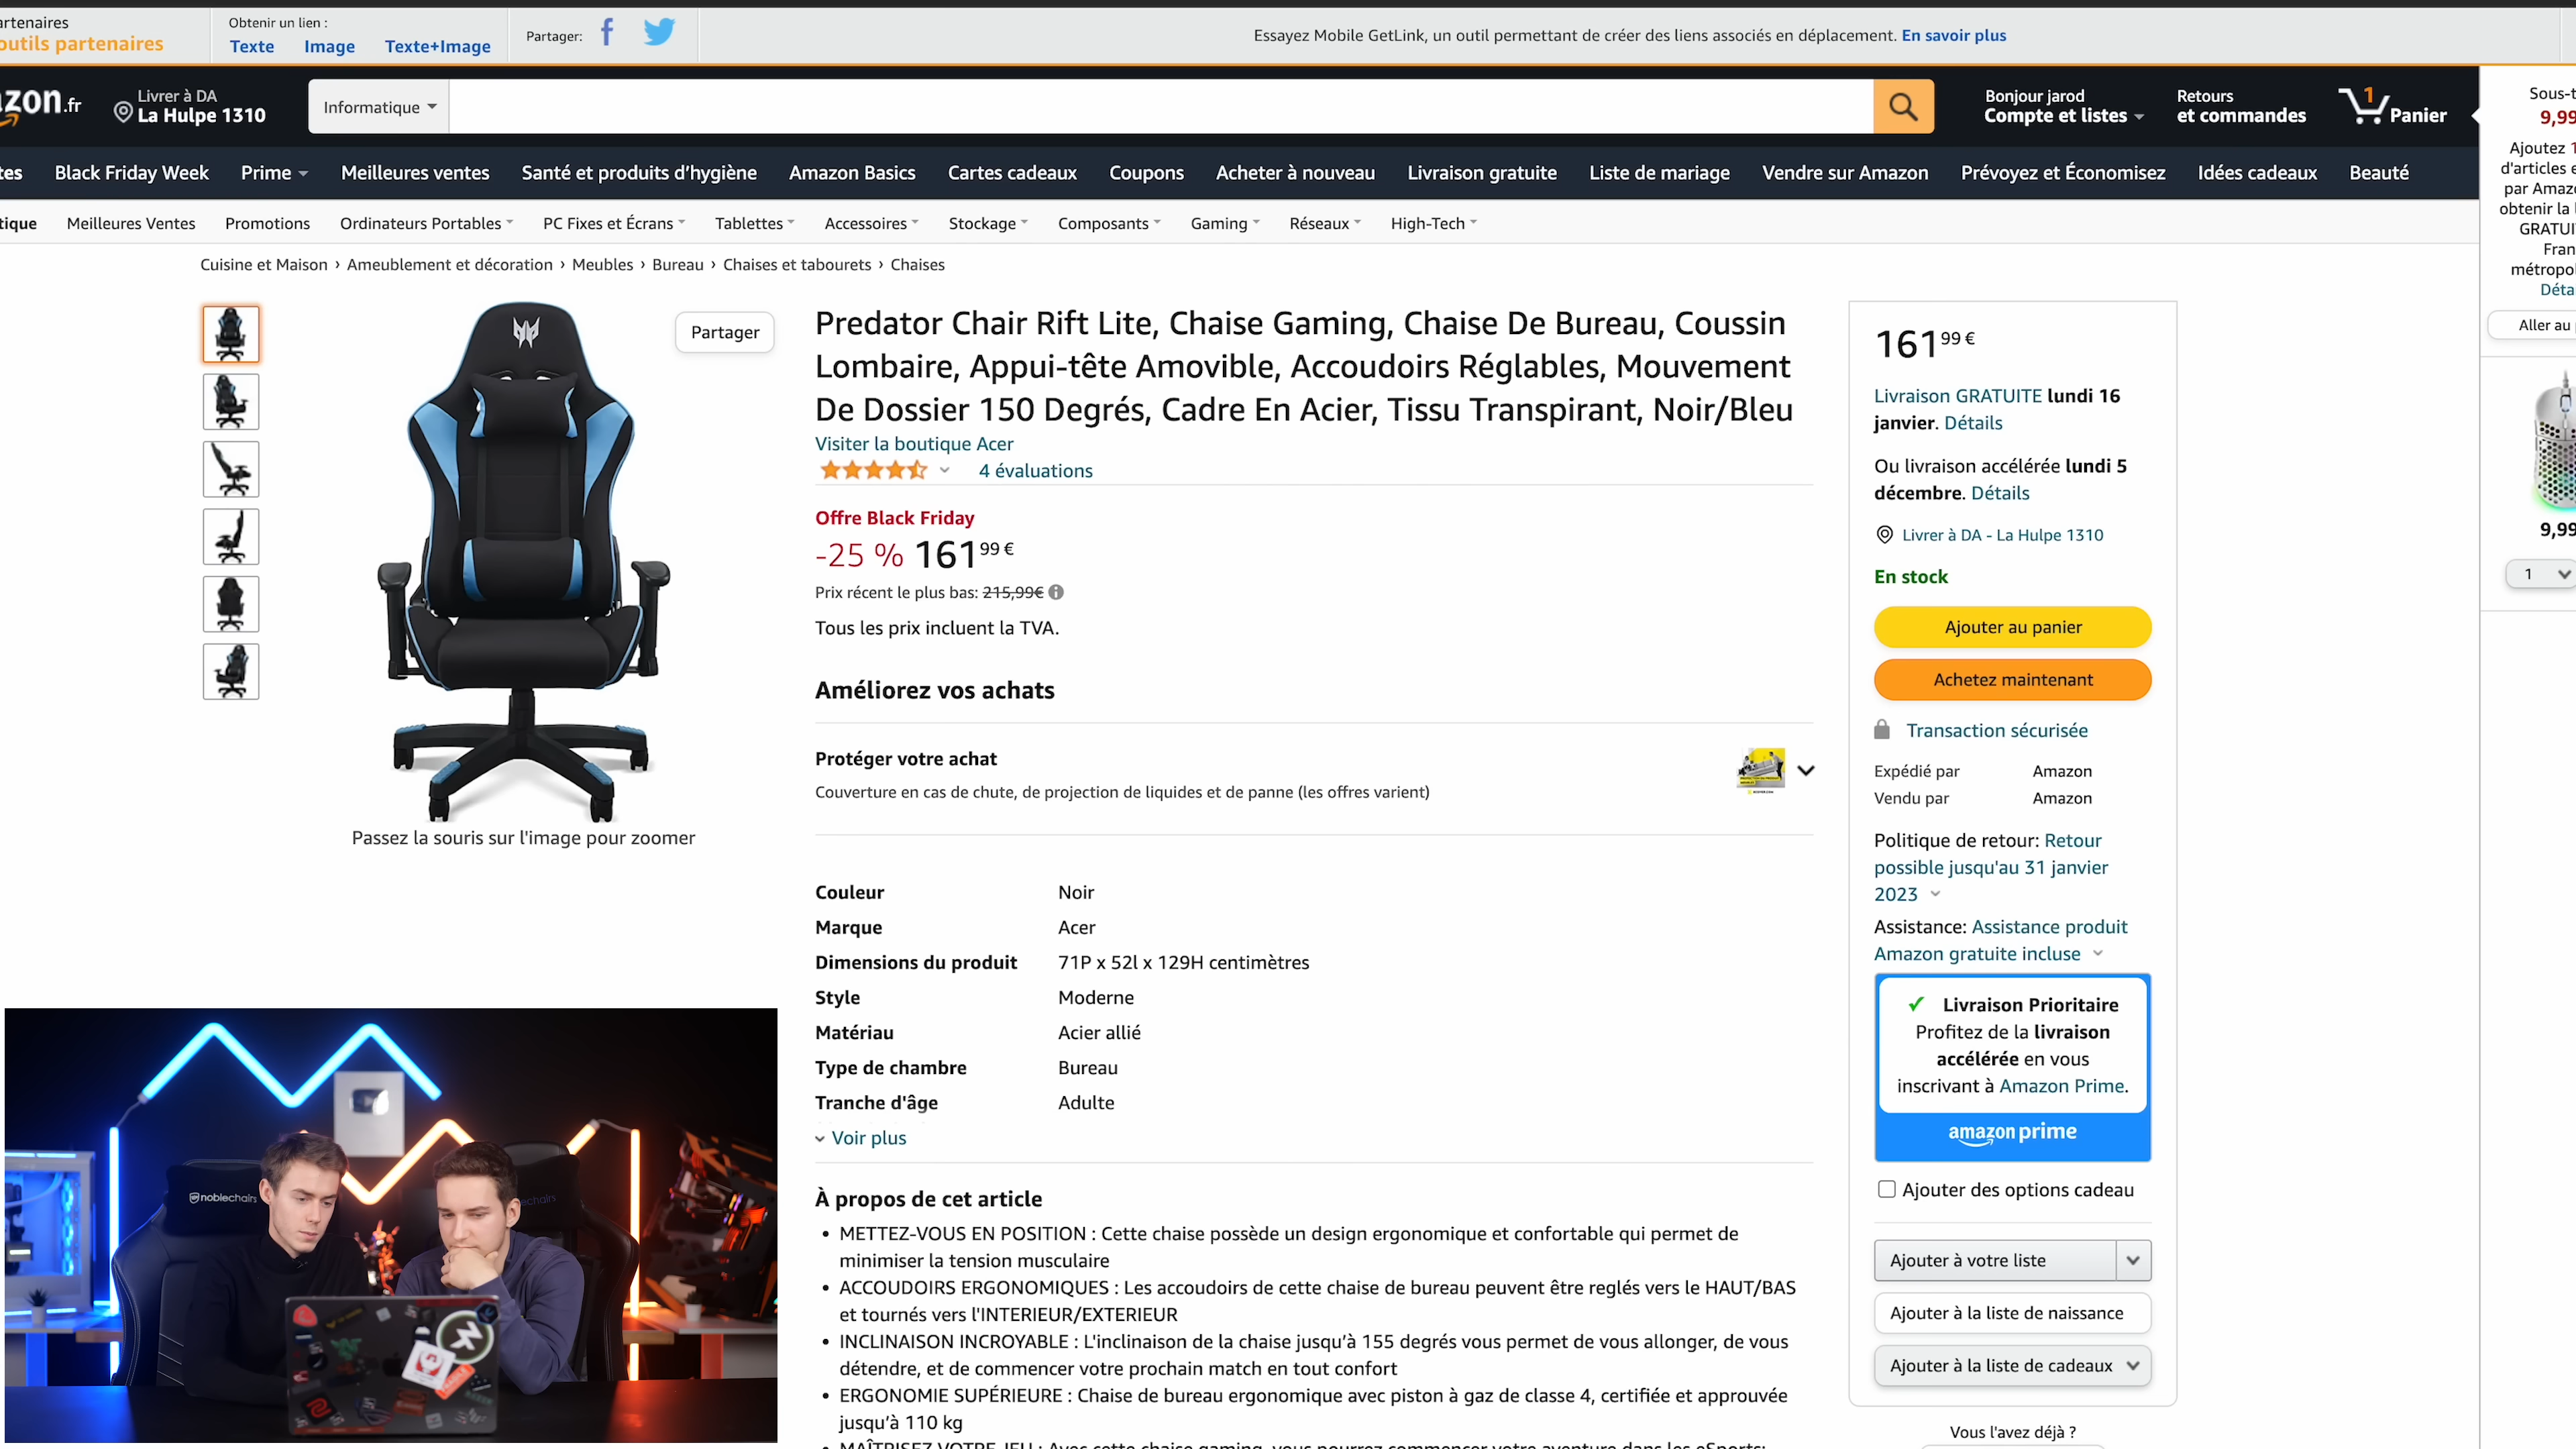 artenaires
outils partenaires
Obtenir un lien :
Texte Image Texte+Image
Partager:
Essayez Mobile GetLink, un outil permettant de créer des liens associés en déplacement. En savoir plus
azon.fr
Livrer à DA
La Hulpe 1310
Informatique
Bonjour jarod
Compte et listes
Retours
et commandes
1
Panier
tes Black Friday Week Prime Meilleures ventes Santé et produits d’hygiène Amazon Basics Cartes cadeaux Coupons Acheter à nouveau Livraison gratuite Liste de mariage Vendre sur Amazon Prévoyez et Économisez Idées cadeaux Beauté
tique Meilleures Ventes Promotions Ordinateurs Portables PC Fixes et Écrans Tablettes Accessoires Stockage Composants Gaming Réseaux High-Tech
Cuisine et Maison › Ameublement et décoration › Meubles › Bureau › Chaises et tabourets › Chaises
Partager
Passez la souris sur l'image pour zoomer
Predator Chair Rift Lite, Chaise Gaming, Chaise De Bureau, Coussin
Lombaire, Appui-tête Amovible, Accoudoirs Réglables, Mouvement
De Dossier 150 Degrés, Cadre En Acier, Tissu Transpirant, Noir/Bleu
Visiter la boutique Acer
4 évaluations
Offre Black Friday
-25 % 161 99 €
Prix récent le plus bas: 215,99€
Tous les prix incluent la TVA.
Améliorez vos achats
Protéger votre achat
Couverture en cas de chute, de projection de liquides et de panne (les offres varient)
Couleur Noir
Marque Acer
Dimensions du produit 71P x 52l x 129H centimètres
Style Moderne
Matériau Acier allié
Type de chambre Bureau
Tranche d'âge Adulte
Voir plus
À propos de cet article
• METTEZ-VOUS EN POSITION : Cette chaise possède un design ergonomique et confortable qui permet de
minimiser la tension musculaire
• ACCOUDOIRS ERGONOMIQUES : Les accoudoirs de cette chaise de bureau peuvent être reglés vers le HAUT/BAS
et tournés vers l'INTERIEUR/EXTERIEUR
• INCLINAISON INCROYABLE : L'inclinaison de la chaise jusqu’à 155 degrés vous permet de vous allonger, de vous
détendre, et de commencer votre prochain match en tout confort
• ERGONOMIE SUPÉRIEURE : Chaise de bureau ergonomique avec piston à gaz de classe 4, certifiée et approuvée
jusqu’à 110 kg
• MAÎTRISEZ VOTRE JEU : Avec cette chaise gaming, vous pourrez commencer votre aventure dans les eSports;
161 99 €
Livraison GRATUITE lundi 16
janvier. Détails
Ou livraison accélérée lundi 5
décembre. Détails
Livrer à DA - La Hulpe 1310
En stock
Ajouter au panier
Achetez maintenant
Transaction sécurisée
Expédié par Amazon
Vendu par Amazon
Politique de retour: Retour
possible jusqu'au 31 janvier
2023
Assistance: Assistance produit
Amazon gratuite incluse
✓ Livraison Prioritaire
Profitez de la livraison
accélérée en vous
inscrivant à Amazon Prime.
amazon prime
Ajouter des options cadeau
Ajouter à votre liste
Ajouter à la liste de naissance
Ajouter à la liste de cadeaux
Vous l'avez déjà ?
Sous-t
9,99
Ajoutez 1
d'articles e
par Amaz
obtenir la l
GRATUI
Fran
métropol
Déta
Aller au
9,99
1
noblechairs
echairs